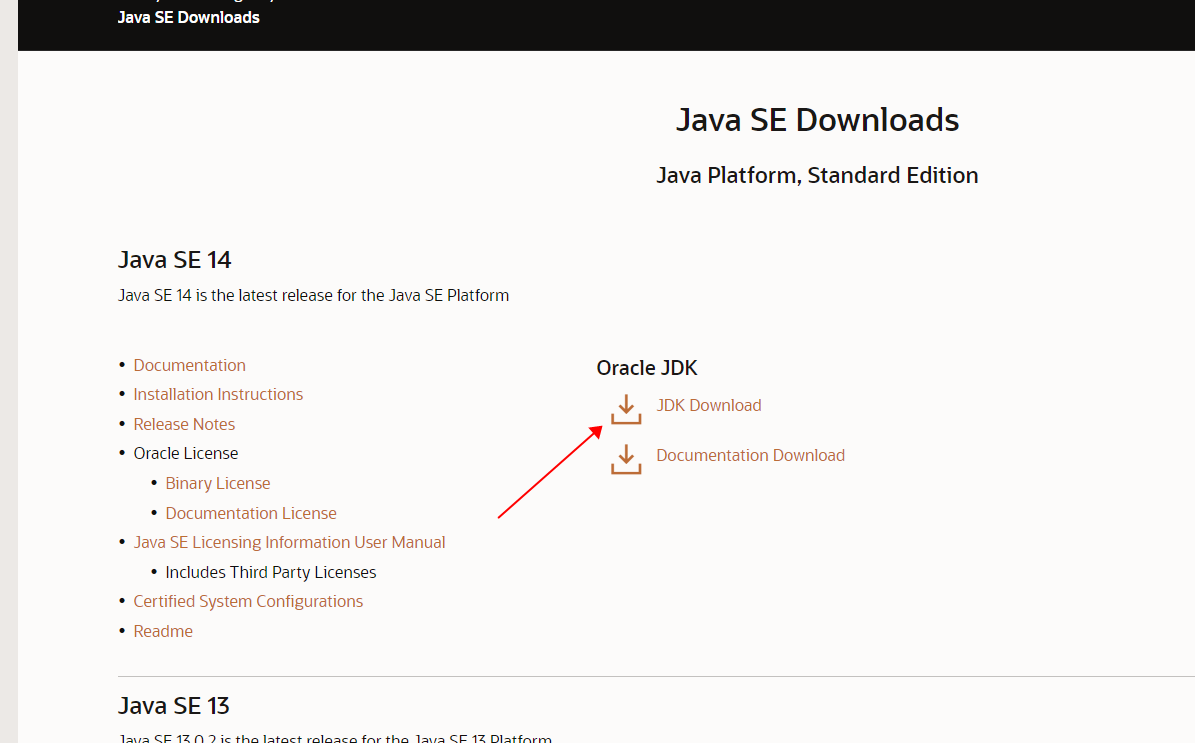 Java SE Downloads
Java SE Downloads
Java Platform, Standard Edition
Java SE 14
Java SE 14 is the latest release for the Java SE Platform
• Documentation
• Installation Instructions
• Release Notes
• Oracle License
• Binary License
• Documentation License
• Java SE Licensing Information User Manual
• Includes Third Party Licenses
• Certified System Configurations
• Readme
Oracle JDK
JDK Download
Documentation Download
Java SE 13
Java SE 13.0.2 is the latest release for the Java SE 13 Platform